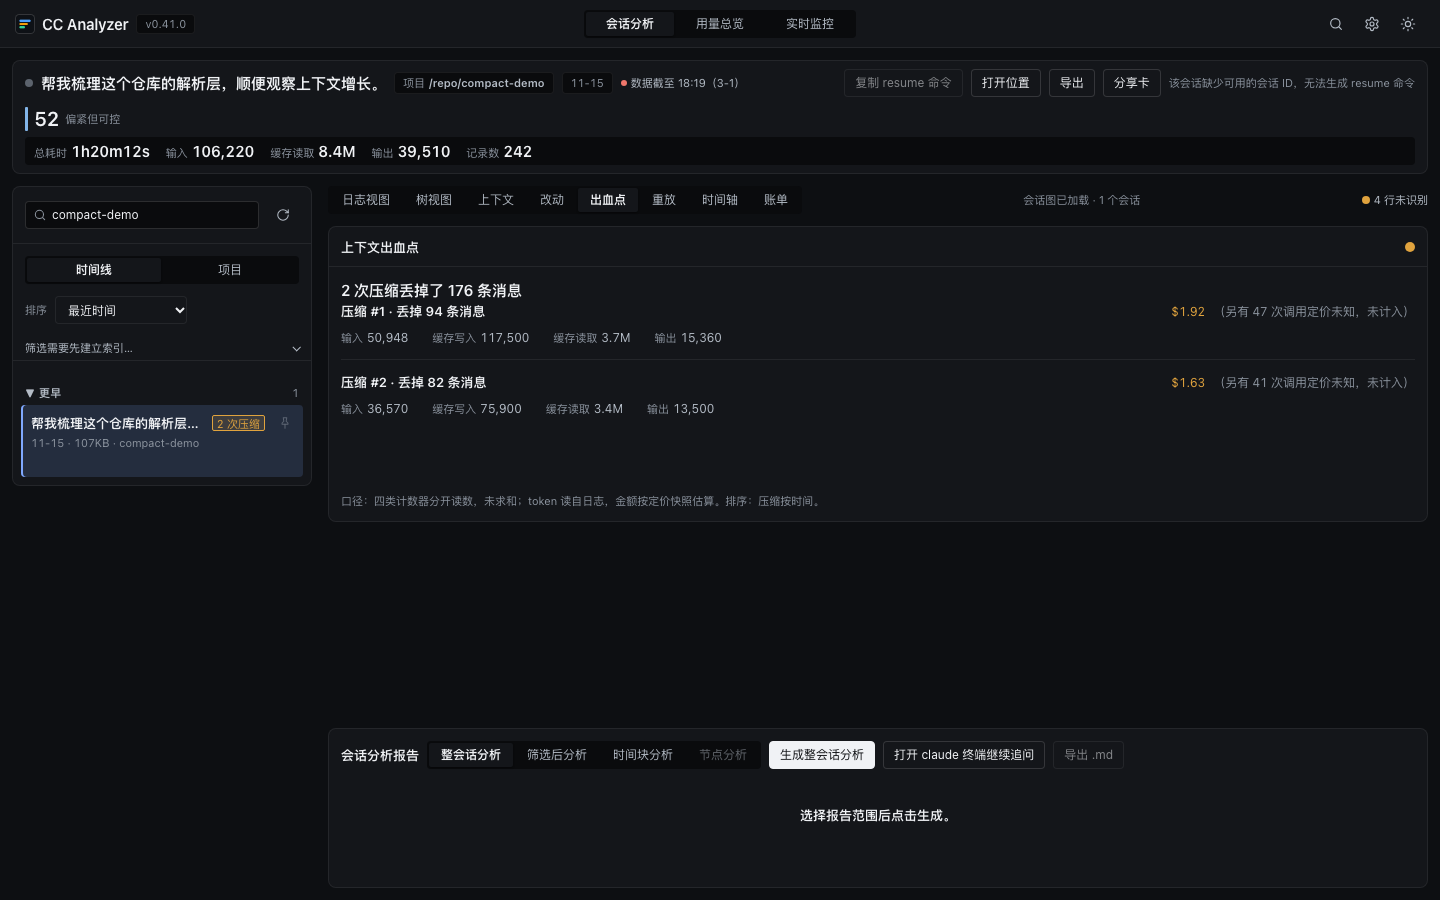 CC Analyzer v0.41.0 会话分析 用量总览 实时监控
帮我梳理这个仓库的解析层，顺便观察上下文增长。 项目 /repo/compact-demo 11-15 数据截至 18:19（3-1） 复制 resume 命令 打开位置 导出 分享卡 该会话缺少可用的会话 ID，无法生成 resume 命令
52 偏紧但可控
总耗时 1h20m12s 输入 106,220 缓存读取 8.4M 输出 39,510 记录数 242
compact-demo
时间线 项目
排序 最近时间
筛选需要先建立索引...
▼ 更早 1
帮我梳理这个仓库的解析层... 2 次压缩
11-15 · 107KB · compact-demo
日志视图 树视图 上下文 改动 出血点 重放 时间轴 账单 会话图已加载 · 1 个会话 4 行未识别
上下文出血点
2 次压缩丢掉了 176 条消息
压缩 #1 · 丢掉 94 条消息 $1.92 （另有 47 次调用定价未知，未计入）
输入 50,948 缓存写入 117,500 缓存读取 3.7M 输出 15,360
压缩 #2 · 丢掉 82 条消息 $1.63 （另有 41 次调用定价未知，未计入）
输入 36,570 缓存写入 75,900 缓存读取 3.4M 输出 13,500
口径：四类计数器分开读数，未求和；token 读自日志，金额按定价快照估算。排序：压缩按时间。
会话分析报告 整会话分析 筛选后分析 时间块分析 节点分析 生成整会话分析 打开 claude 终端继续追问 导出 .md
选择报告范围后点击生成。